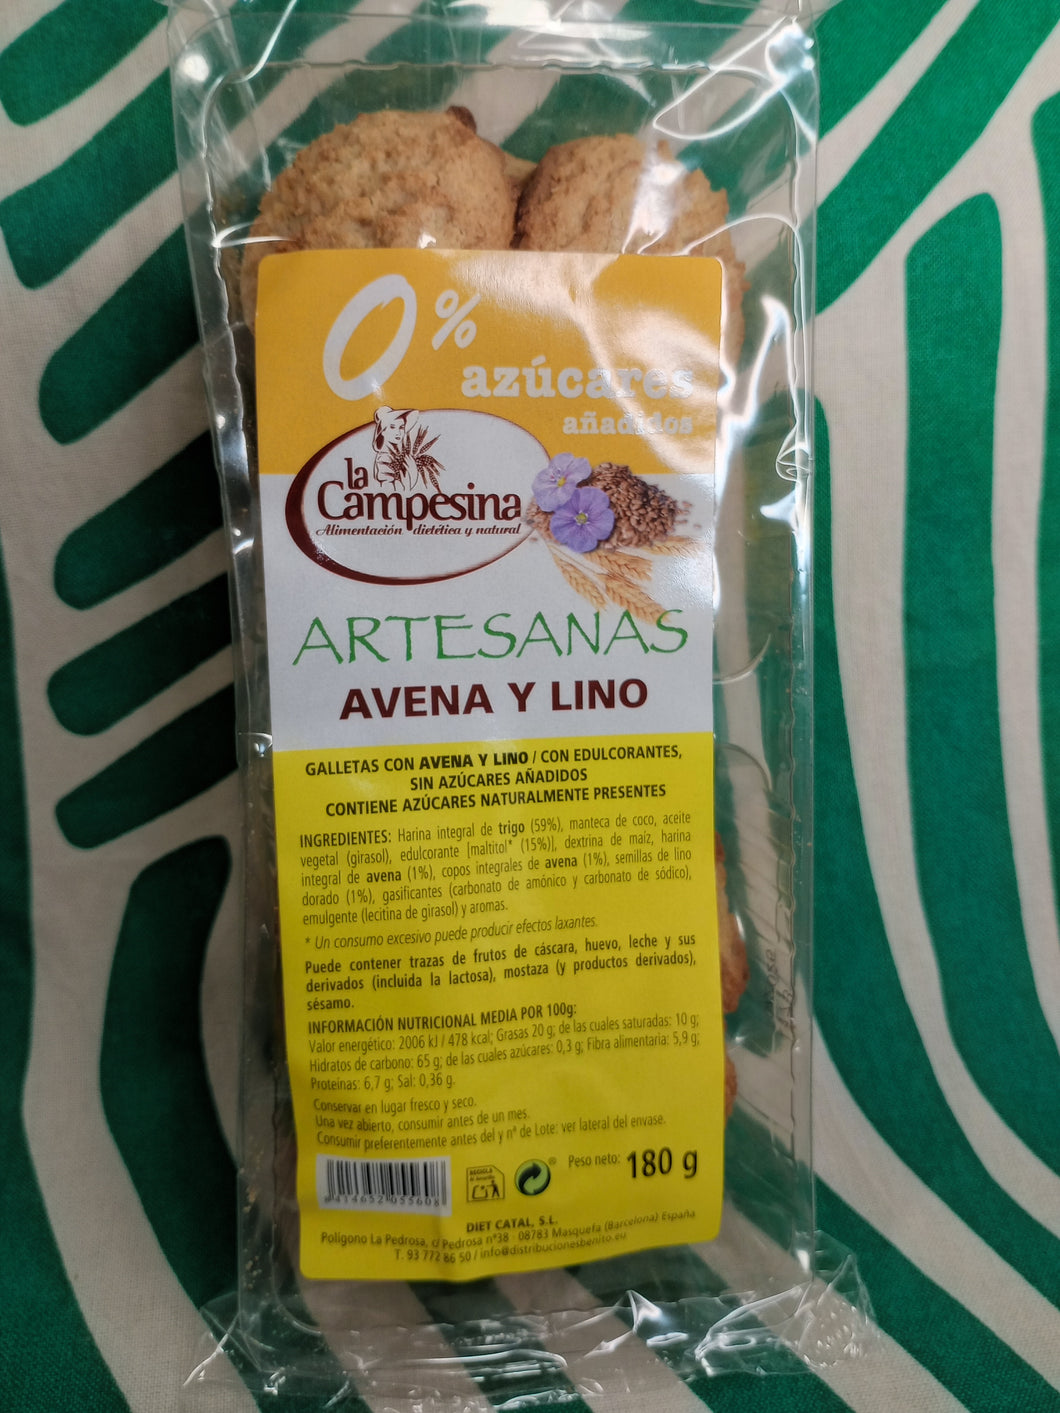 0%
azúcares
añadidos
la
Campesina
Alimentación dietética y natural
ARTESANAS
AVENA Y LINO
GALLETAS CON AVENA Y LINO / CON EDULCORANTES,
SIN AZÚCARES AÑADIDOS
CONTIENE AZÚCARES NATURALMENTE PRESENTES
INGREDIENTES: Harina integral de trigo (59%), manteca de coco, aceite
vegetal (girasol), edulcorante [maltitol* (15%)], dextrina de maíz, harina
integral de avena (1%), copos integrales de avena (1%), semillas de lino
dorado (1%), gasificantes (carbonato de amónico y carbonato de sódico),
emulgente (lecitina de girasol) y aromas.
* Un consumo excesivo puede producir efectos laxantes.
Puede contener trazas de frutos de cáscara, huevo, leche y sus
derivados (incluida la lactosa), mostaza (y productos derivados),
sésamo.
INFORMACIÓN NUTRICIONAL MEDIA POR 100g:
Valor energético: 2006 kJ / 478 kcal; Grasas 20 g; de las cuales saturadas: 10 g;
Hidratos de carbono: 65 g; de las cuales azúcares: 0,3 g; Fibra alimentaria: 5,9 g;
Proteínas: 6,7 g; Sal: 0,36 g.
Conservar en lugar fresco y seco.
Una vez abierto, consumir antes de un mes.
Consumir preferentemente antes del y nº de Lote: ver lateral del envase.
8 414652 055608
Peso neto: 180 g
DIET CATAL, S.L.
Polígono La Pedrosa, c/ Pedrosa nº38 · 08783 Masquefa (Barcelona) España
T. 93 772 86 50 / info@distribucionesbenito.eu